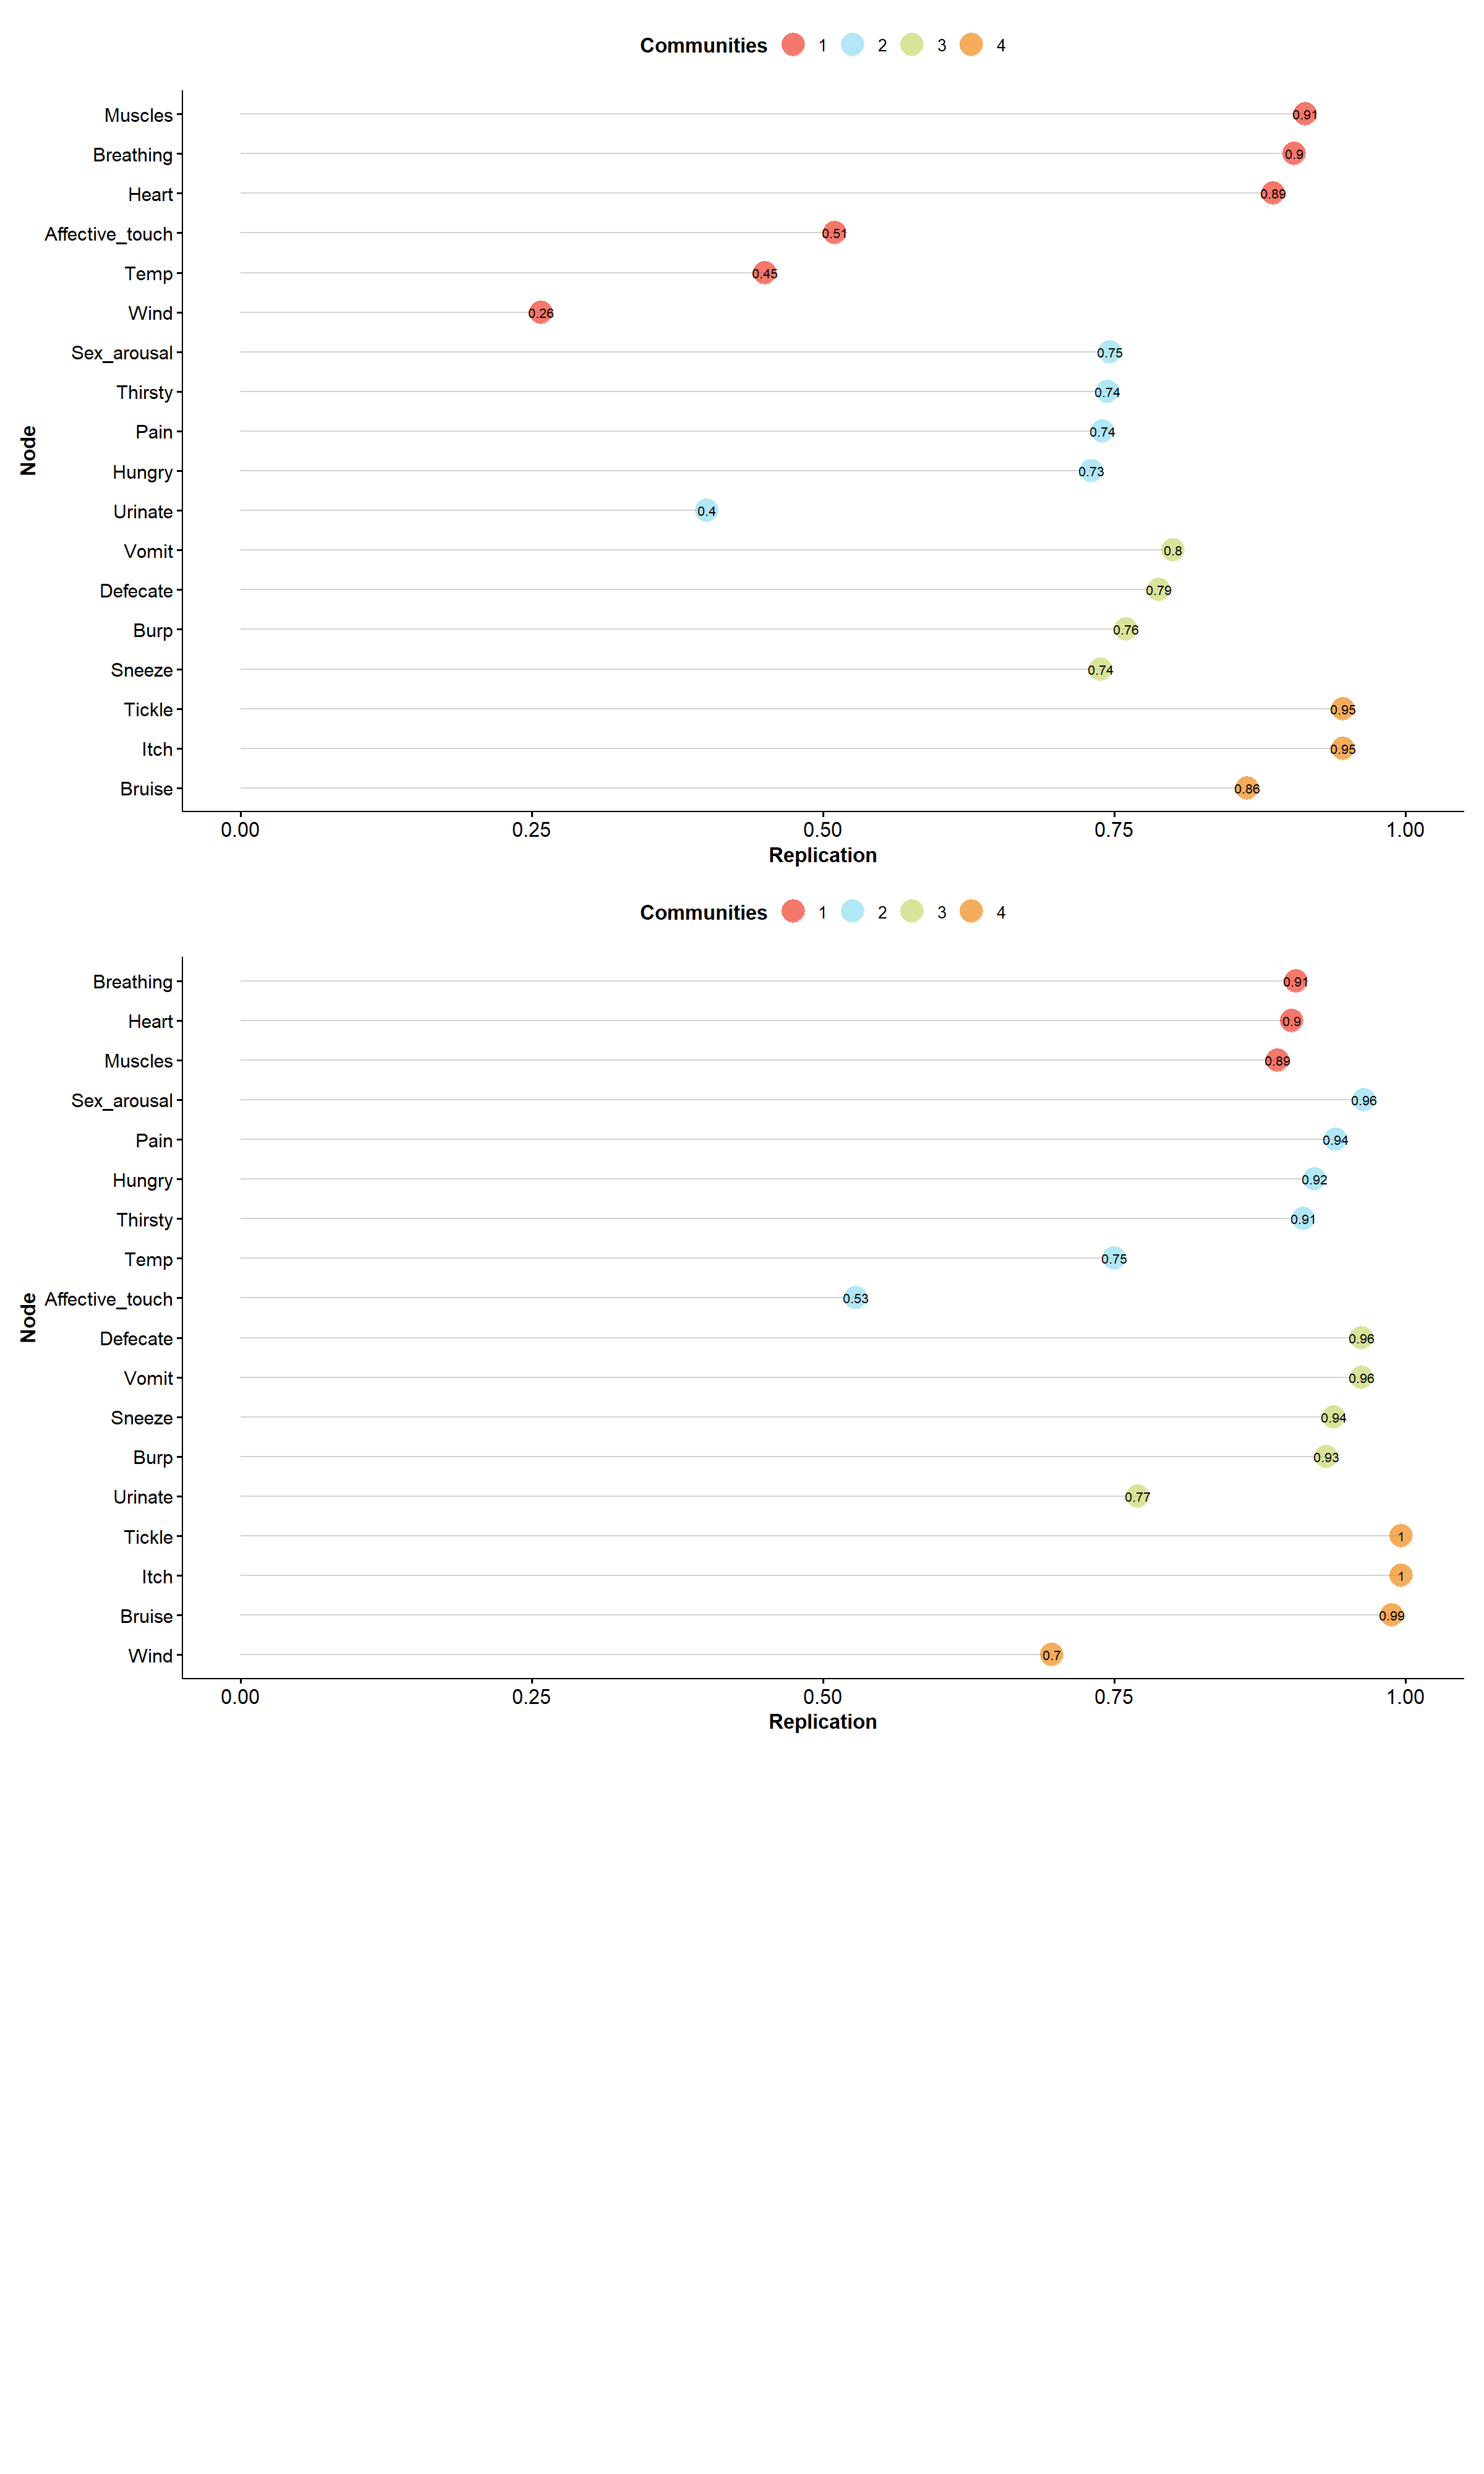 Communities 1 2 3 4
Muscles 0.91
Breathing 0.9
Heart 0.89
Affective_touch 0.51
Temp 0.45
Wind 0.26
Sex_arousal 0.75
Thirsty 0.74
Pain 0.74
Node
Hungry 0.73
Urinate 0.4
Vomit 0.8
Defecate 0.79
Burp 0.76
Sneeze 0.74
Tickle 0.95
Itch 0.95
Bruise 0.86
0.00 0.25 0.50 0.75 1.00
Replication
Communities 1 2 3 4
Breathing 0.91
Heart 0.9
Muscles 0.89
Sex_arousal 0.96
Pain 0.94
Hungry 0.92
Thirsty 0.91
Temp 0.75
Affective_touch 0.53
Node
Defecate 0.96
Vomit 0.96
Sneeze 0.94
Burp 0.93
Urinate 0.77
Tickle 1
Itch 1
Bruise 0.99
Wind 0.7
0.00 0.25 0.50 0.75 1.00
Replication